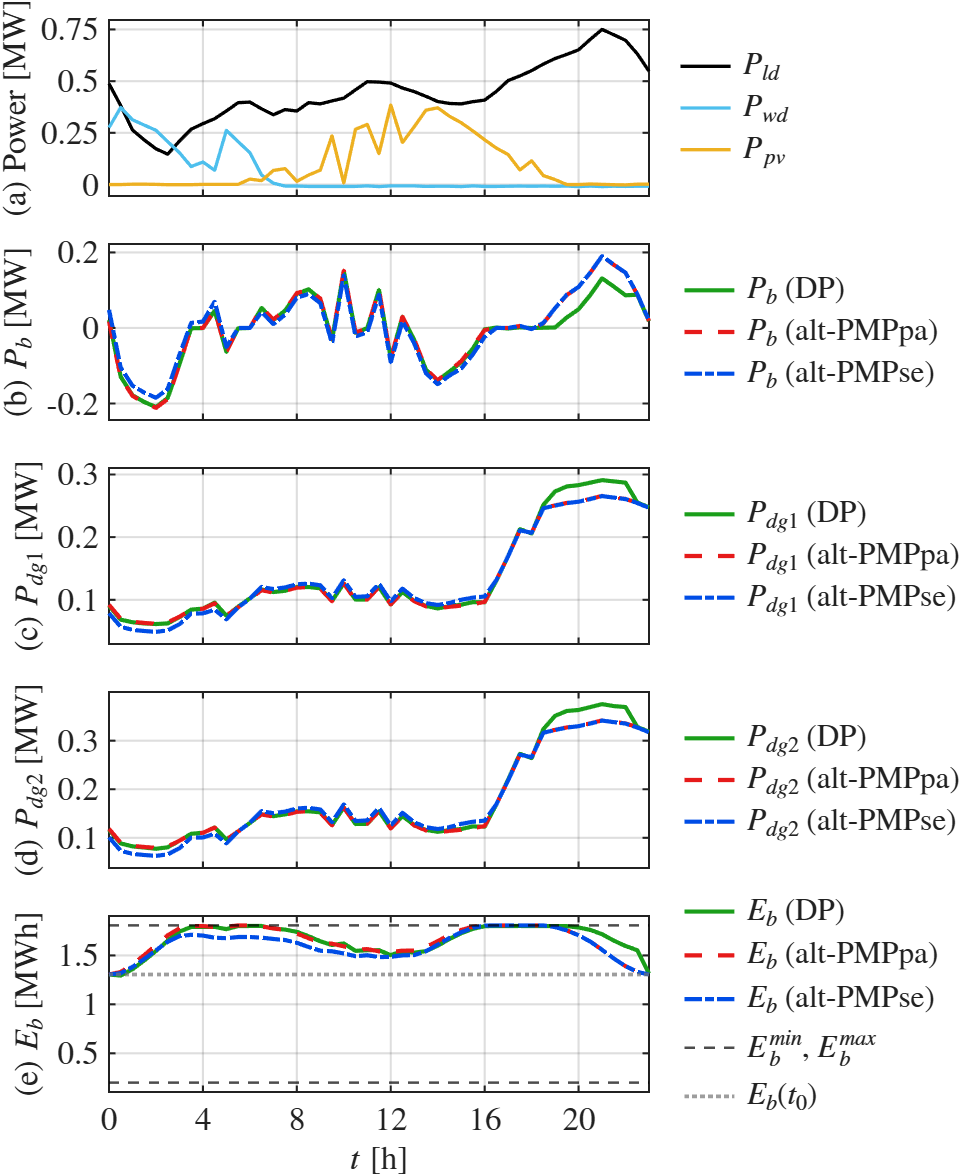 (a) Power [MW]
0.75
0.5
0.25
0
P_ld
P_wd
P_pv
(b) P_b [MW]
0.2
0
-0.2
P_b (DP)
P_b (alt-PMPpa)
P_b (alt-PMPse)
(c) P_dg1 [MW]
0.3
0.2
0.1
P_dg1 (DP)
P_dg1 (alt-PMPpa)
P_dg1 (alt-PMPse)
(d) P_dg2 [MW]
0.3
0.2
0.1
P_dg2 (DP)
P_dg2 (alt-PMPpa)
P_dg2 (alt-PMPse)
(e) E_b [MWh]
1.5
1
0.5
E_b (DP)
E_b (alt-PMPpa)
E_b (alt-PMPse)
E_b^min, E_b^max
E_b(t_0)
0 4 8 12 16 20
t [h]